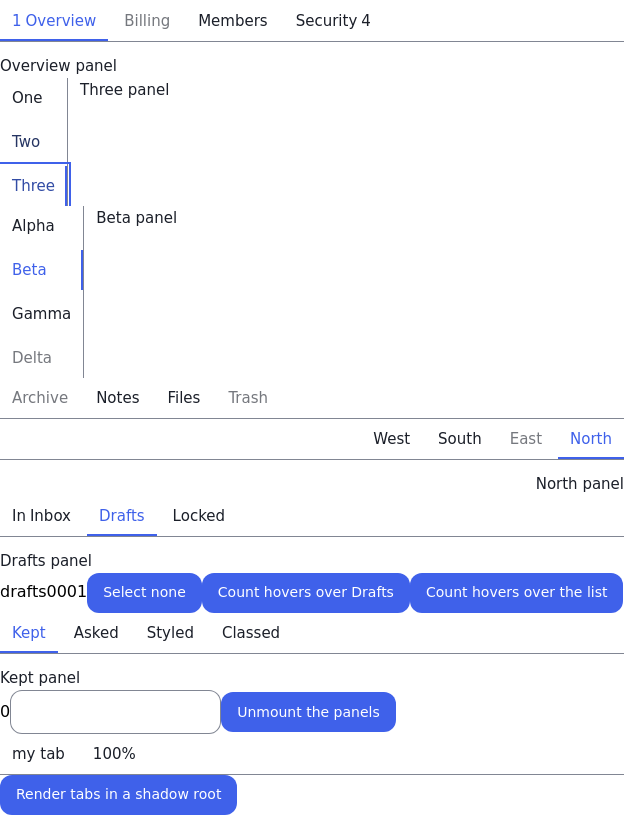 1 Overview Billing Members Security 4
Overview panel
One Three panel
Two
Three
Alpha Beta panel
Beta
Gamma
Delta
Archive Notes Files Trash
West South East North
North panel
In Inbox Drafts Locked
Drafts panel
drafts0001 Select none Count hovers over Drafts Count hovers over the list
Kept Asked Styled Classed
Kept panel
0 Unmount the panels
my tab 100%
Render tabs in a shadow root